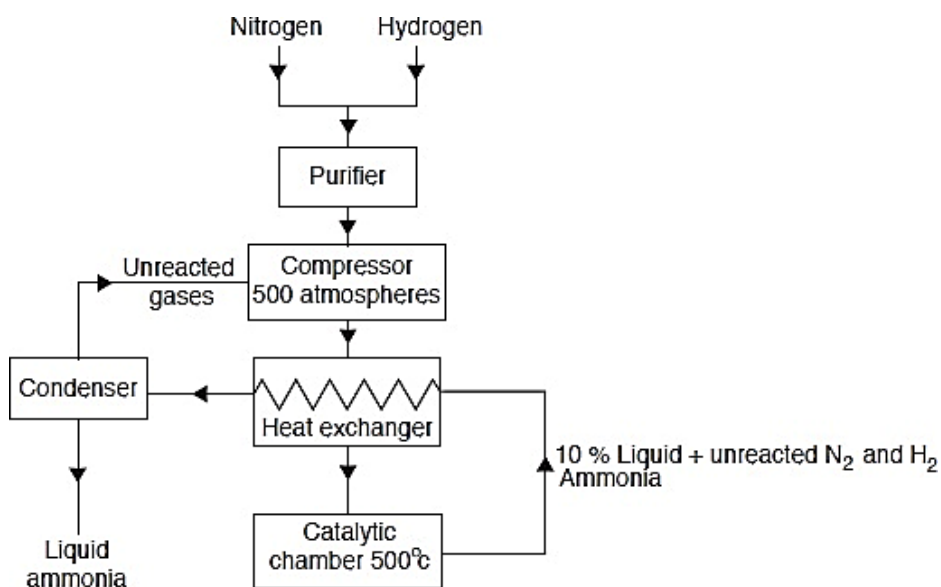 Nitrogen
Hydrogen
Purifier
Unreacted
gases
Compressor
500 atmospheres
Condenser
Heat exchanger
10 % Liquid + unreacted N₂ and H₂
Ammonia
Catalytic
chamber 500°c
Liquid
ammonia